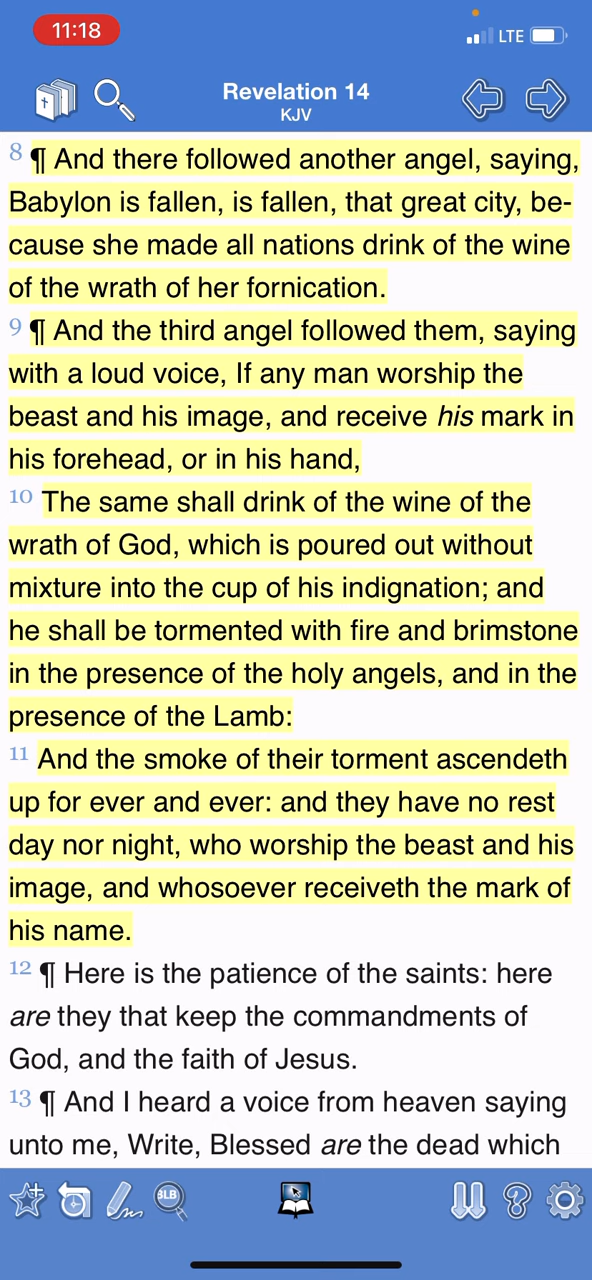 11:18
LTE
Revelation 14
KJV
8 ¶ And there followed another angel, saying,
Babylon is fallen, is fallen, that great city, be-
cause she made all nations drink of the wine
of the wrath of her fornication.
9 ¶ And the third angel followed them, saying
with a loud voice, If any man worship the
beast and his image, and receive his mark in
his forehead, or in his hand,
10 The same shall drink of the wine of the
wrath of God, which is poured out without
mixture into the cup of his indignation; and
he shall be tormented with fire and brimstone
in the presence of the holy angels, and in the
presence of the Lamb:
11 And the smoke of their torment ascendeth
up for ever and ever: and they have no rest
day nor night, who worship the beast and his
image, and whosoever receiveth the mark of
his name.
12 ¶ Here is the patience of the saints: here
are they that keep the commandments of
God, and the faith of Jesus.
13 ¶ And I heard a voice from heaven saying
unto me, Write, Blessed are the dead which
BLB